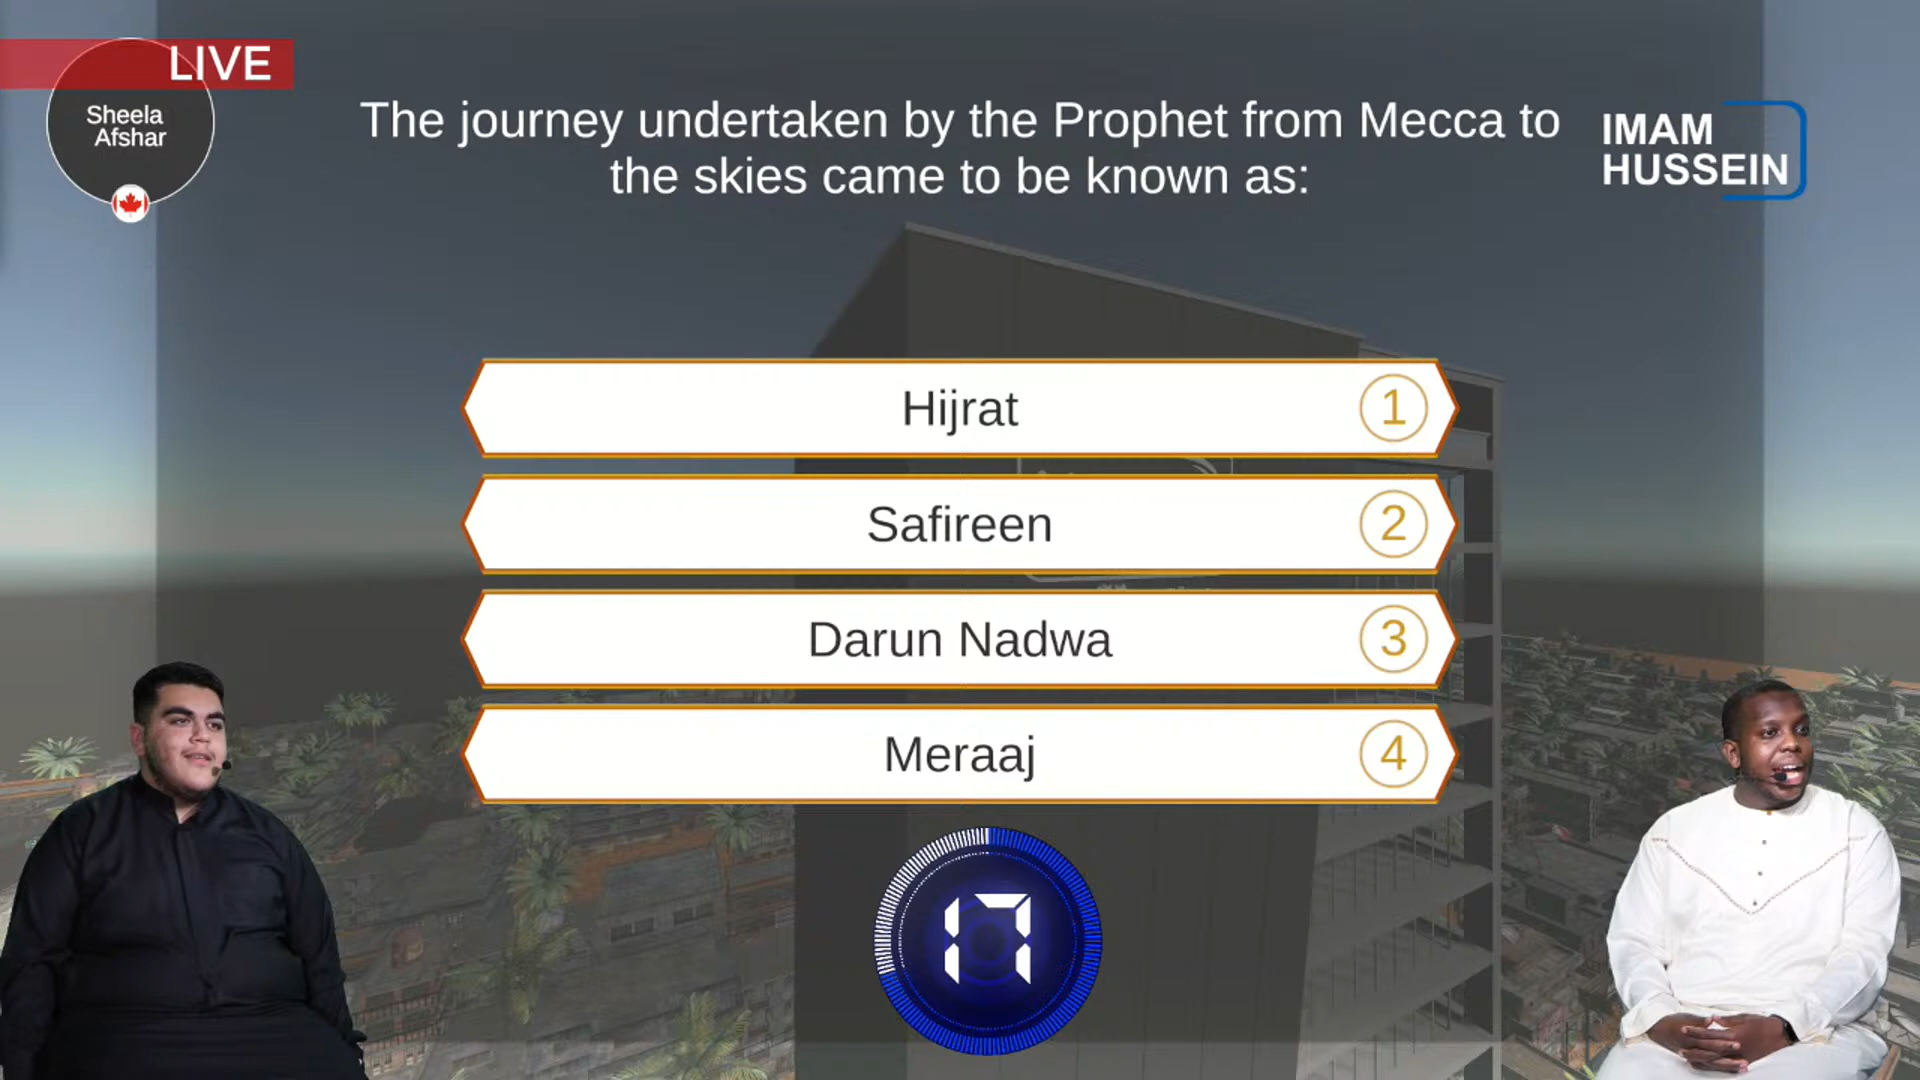 LIVE
Sheela
Afshar
The journey undertaken by the Prophet from Mecca to
the skies came to be known as:
IMAM
HUSSEIN
Hijrat
1
Safireen
2
Darun Nadwa
3
Meraaj
4
17